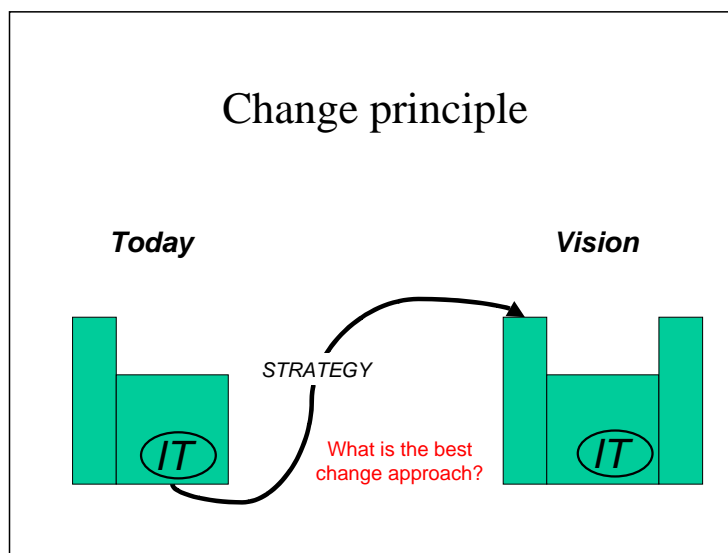 Change principle
Today
Vision
STRATEGY
What is the best
change approach?
IT
IT